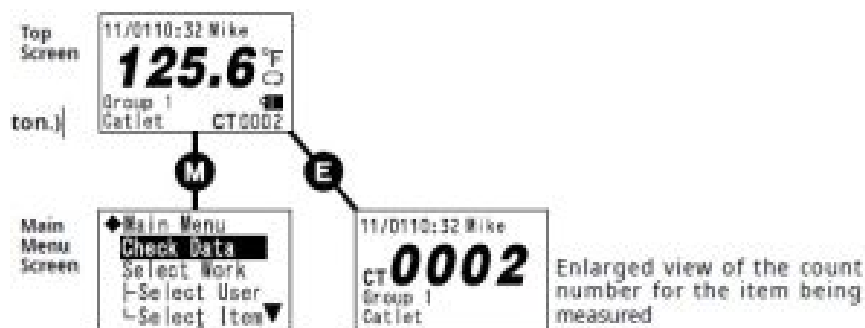 Top
Screen
11/0110:32 Mike
125.6°F
Group 1
Catlet CT0002
ton.)
M
E
Main
Menu
Screen
Main Menu
Check Data
Select Work
Select User
Select Item
11/0110:32 Mike
CT0002
Group 1
Catlet
Enlarged view of the count
number for the item being
measured